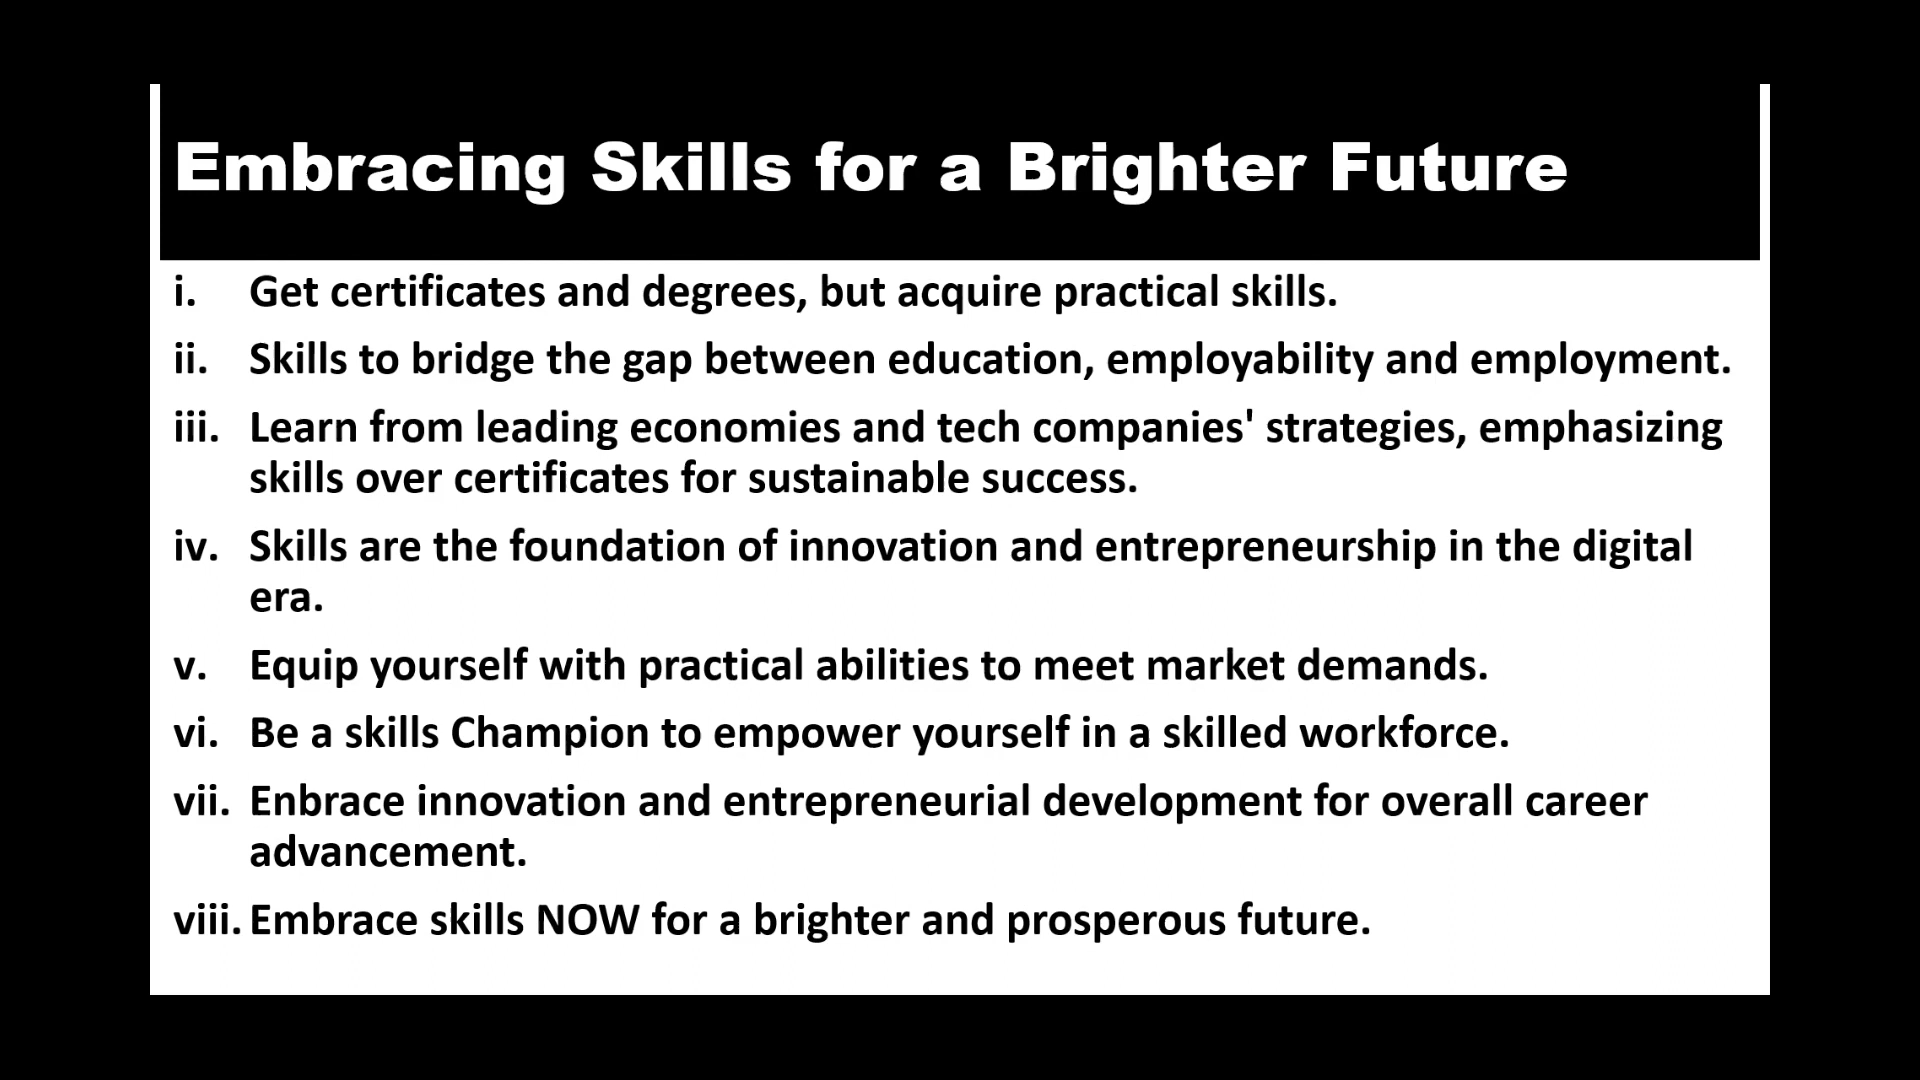 Embracing Skills for a Brighter Future
i. Get certificates and degrees, but acquire practical skills.
ii. Skills to bridge the gap between education, employability and employment.
iii. Learn from leading economies and tech companies' strategies, emphasizing
skills over certificates for sustainable success.
iv. Skills are the foundation of innovation and entrepreneurship in the digital
era.
v. Equip yourself with practical abilities to meet market demands.
vi. Be a skills Champion to empower yourself in a skilled workforce.
vii. Enbrace innovation and entrepreneurial development for overall career
advancement.
viii. Embrace skills NOW for a brighter and prosperous future.